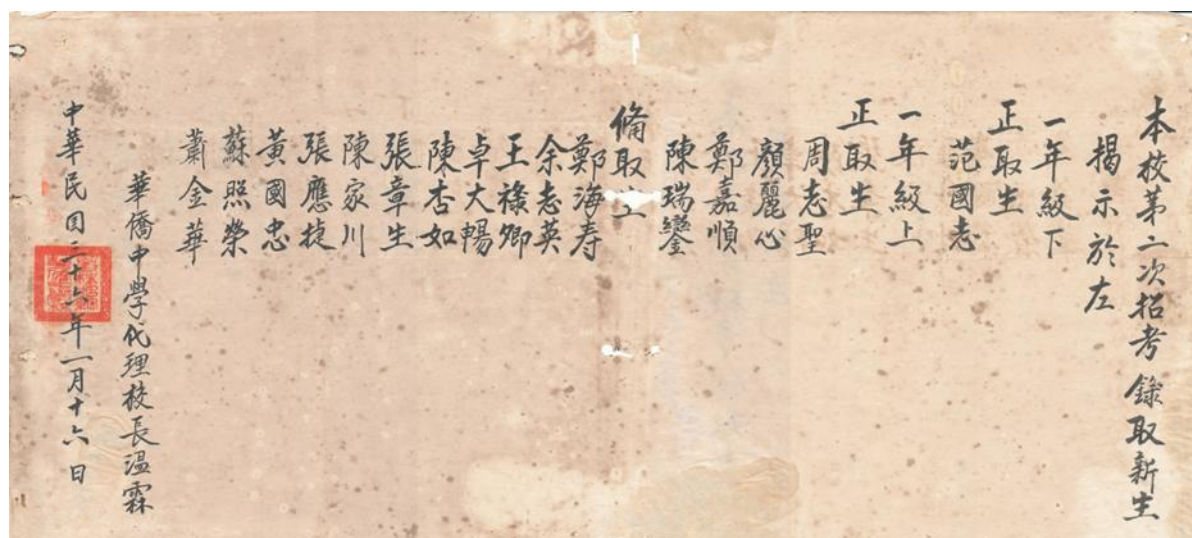 本校第二次招考錄取新生
揭示於左
一年級下
正取生
范國志
一年級上
正取生
周志聖
顏麗心
鄭嘉順
陳瑞鑾
備取生
鄭海寿
余志英
王祿卿
卓大暢
陳杏如
張章生
陳家川
張應捷
黃國忠
蘇照榮
蕭金華
華僑中學代理校長溫霖
中華民国三十六年一月十六日